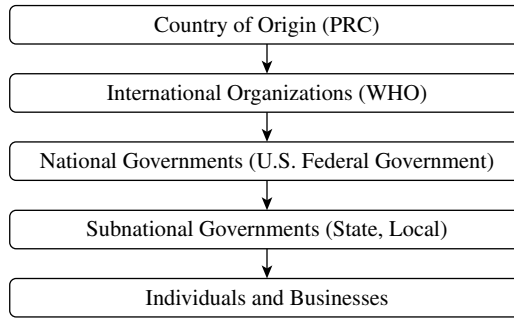 Country of Origin (PRC)
International Organizations (WHO)
National Governments (U.S. Federal Government)
Subnational Governments (State, Local)
Individuals and Businesses